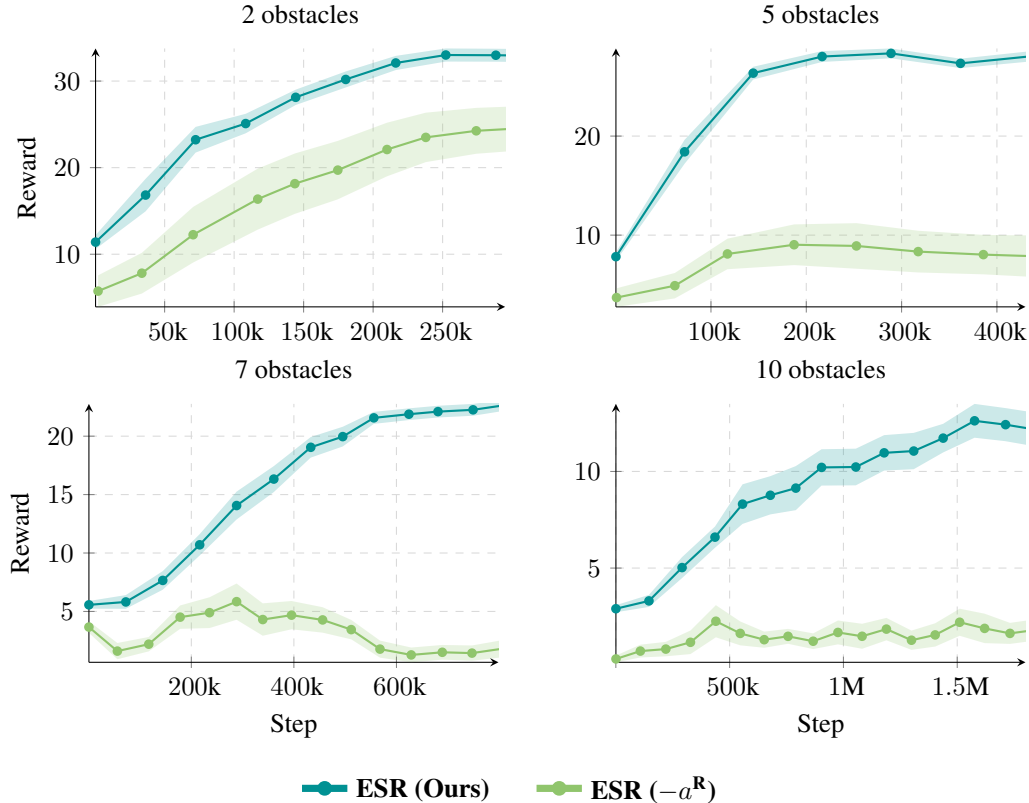 2 obstacles
5 obstacles
Reward
30
20
10
50k 100k 150k 200k 250k
20
10
100k 200k 300k 400k
7 obstacles
10 obstacles
Reward
20
15
10
5
200k 400k 600k
Step
10
5
500k 1M 1.5M
Step
ESR (Ours) ESR (−a^R)